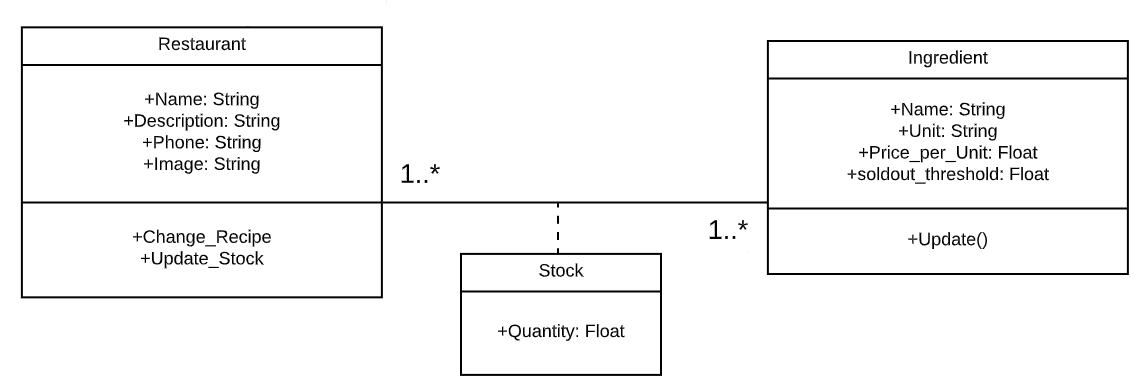 Restaurant
+Name: String
+Description: String
+Phone: String
+Image: String
+Change_Recipe
+Update_Stock
1..*
1..*
Stock
+Quantity: Float
Ingredient
+Name: String
+Unit: String
+Price_per_Unit: Float
+soldout_threshold: Float
+Update()